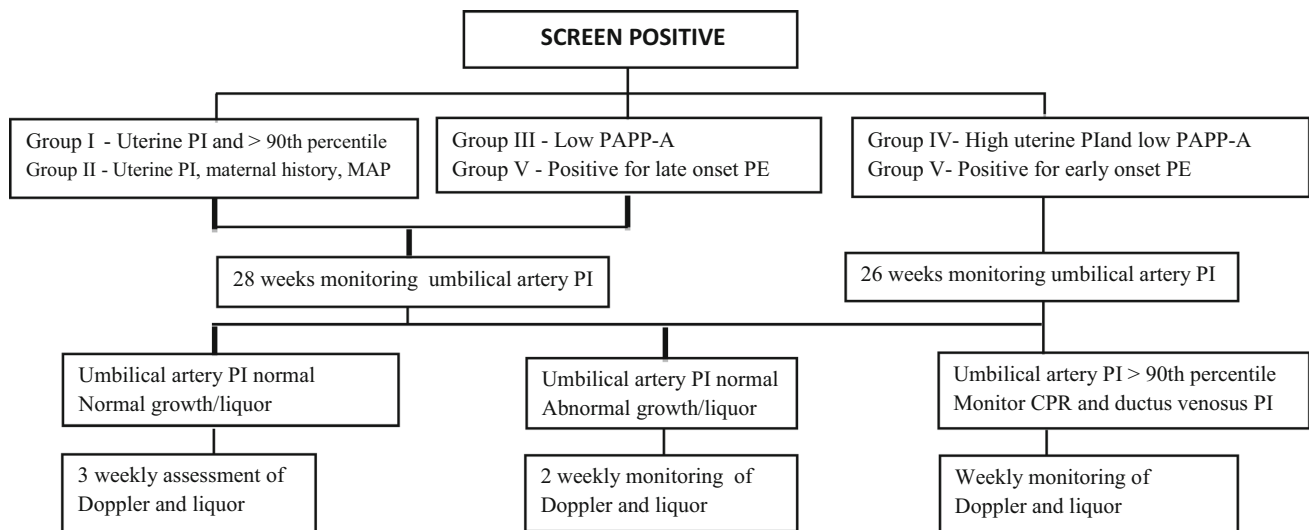 SCREEN POSITIVE
Group I - Uterine PI and > 90th percentile
Group II - Uterine PI, maternal history, MAP
Group III - Low PAPP-A
Group V - Positive for late onset PE
Group IV- High uterine PIand low PAPP-A
Group V- Positive for early onset PE
28 weeks monitoring umbilical artery PI
26 weeks monitoring umbilical artery PI
Umbilical artery PI normal
Normal growth/liquor
Umbilical artery PI normal
Abnormal growth/liquor
Umbilical artery PI > 90th percentile
Monitor CPR and ductus venosus PI
3 weekly assessment of
Doppler and liquor
2 weekly monitoring of
Doppler and liquor
Weekly monitoring of
Doppler and liquor